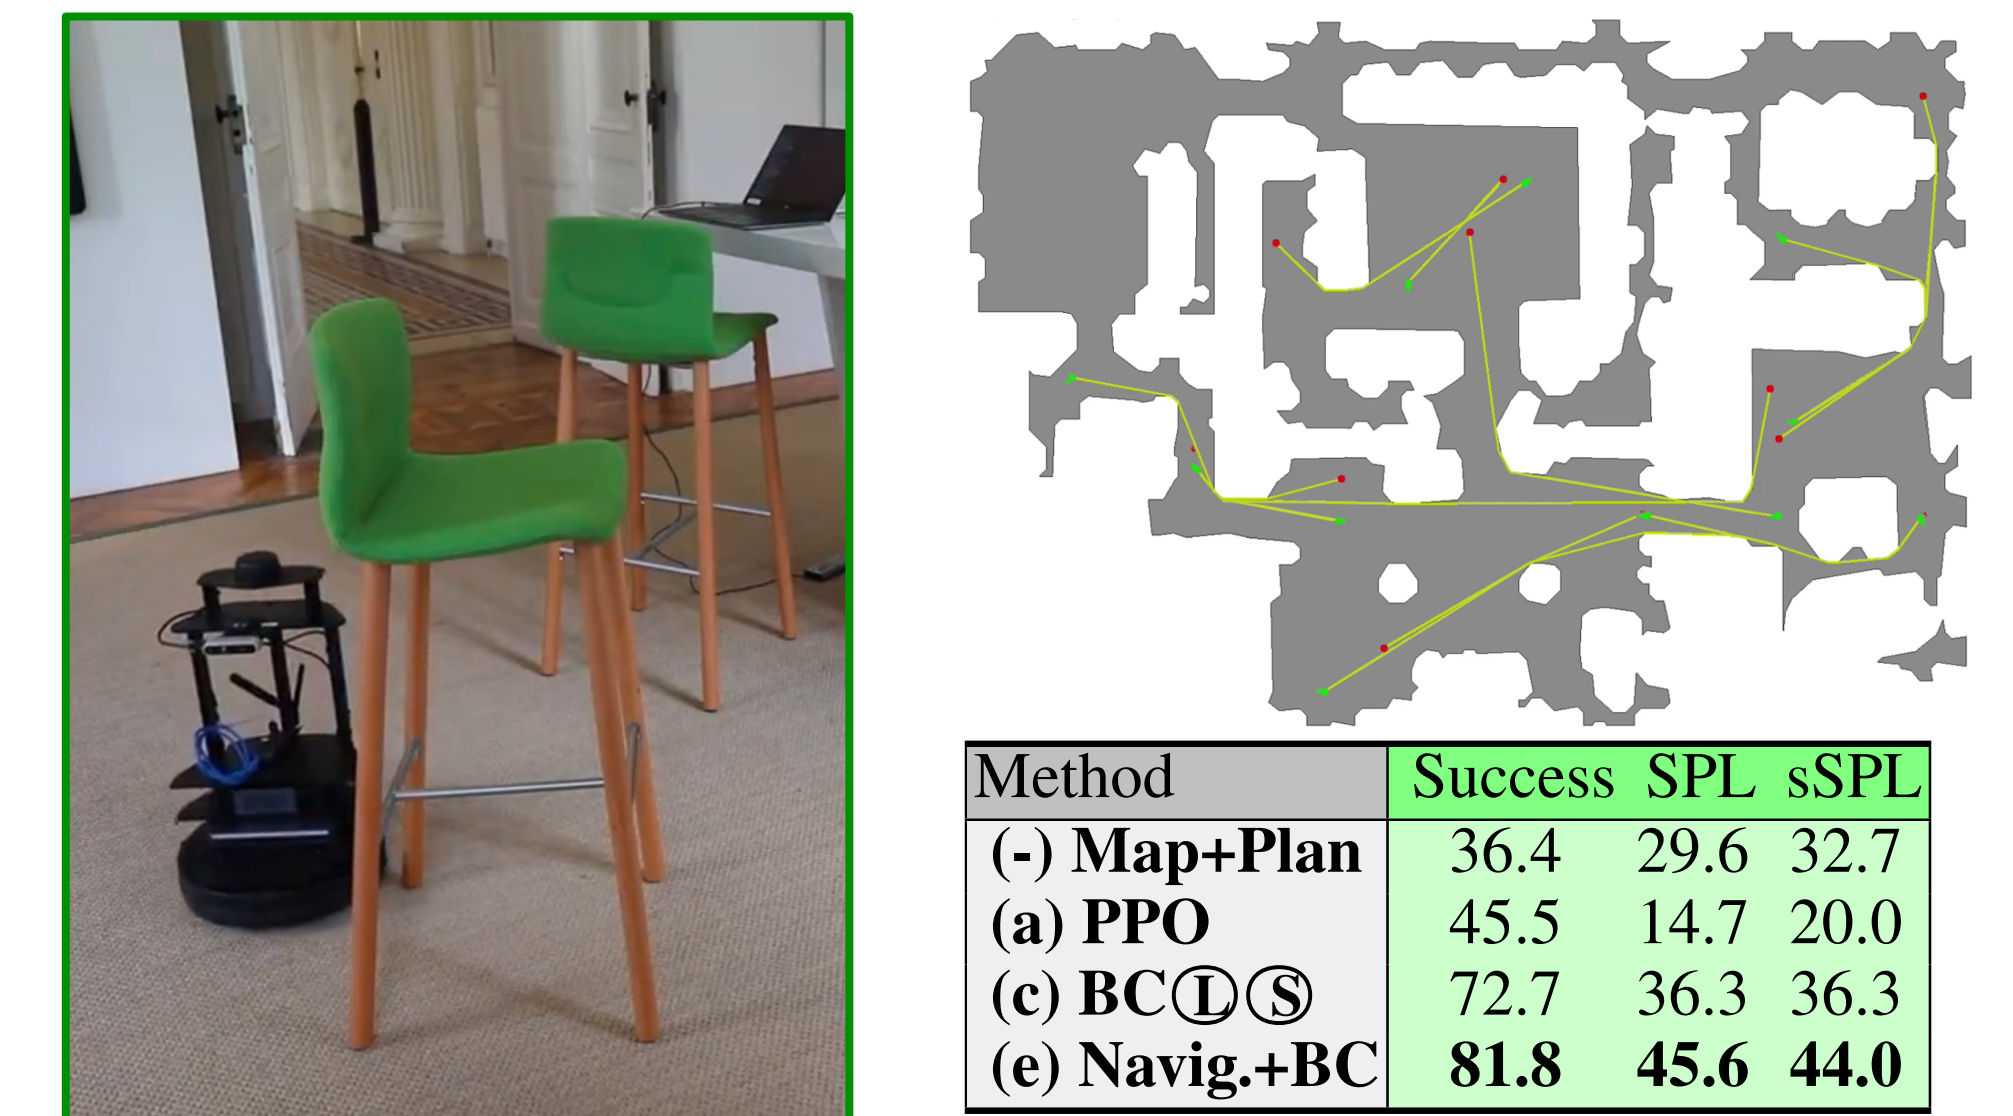 Method Success SPL sSPL
(-) Map+Plan 36.4 29.6 32.7
(a) PPO 45.5 14.7 20.0
(c) BCⓁⓈ 72.7 36.3 36.3
(e) Navig.+BC 81.8 45.6 44.0